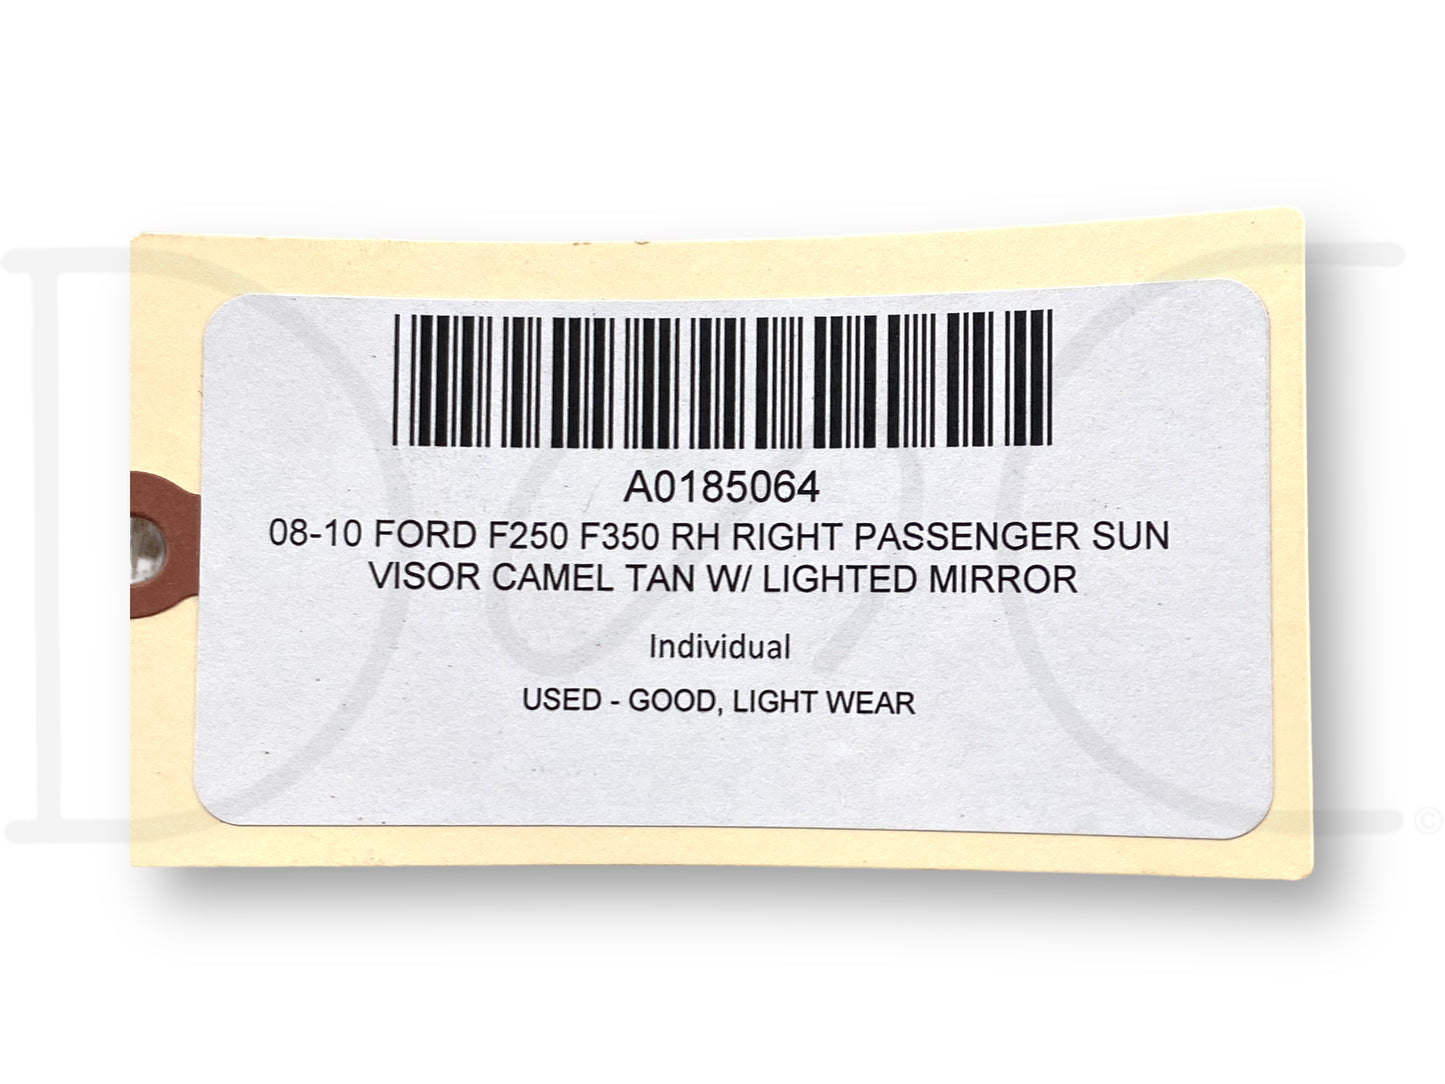 A0185064
08-10 FORD F250 F350 RH RIGHT PASSENGER SUN
VISOR CAMEL TAN W/ LIGHTED MIRROR
Individual
USED - GOOD, LIGHT WEAR
©